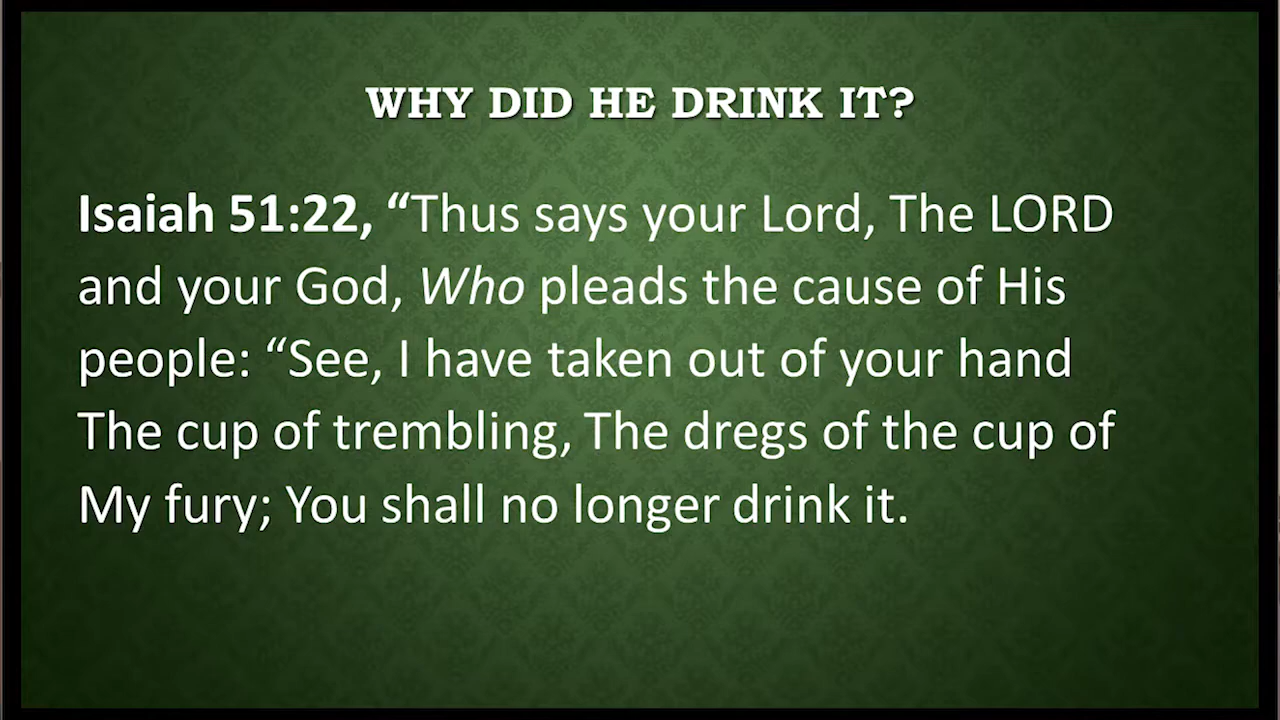 WHY DID HE DRINK IT?
Isaiah 51:22, “Thus says your Lord, The LORD
and your God, Who pleads the cause of His
people: “See, I have taken out of your hand
The cup of trembling, The dregs of the cup of
My fury; You shall no longer drink it.